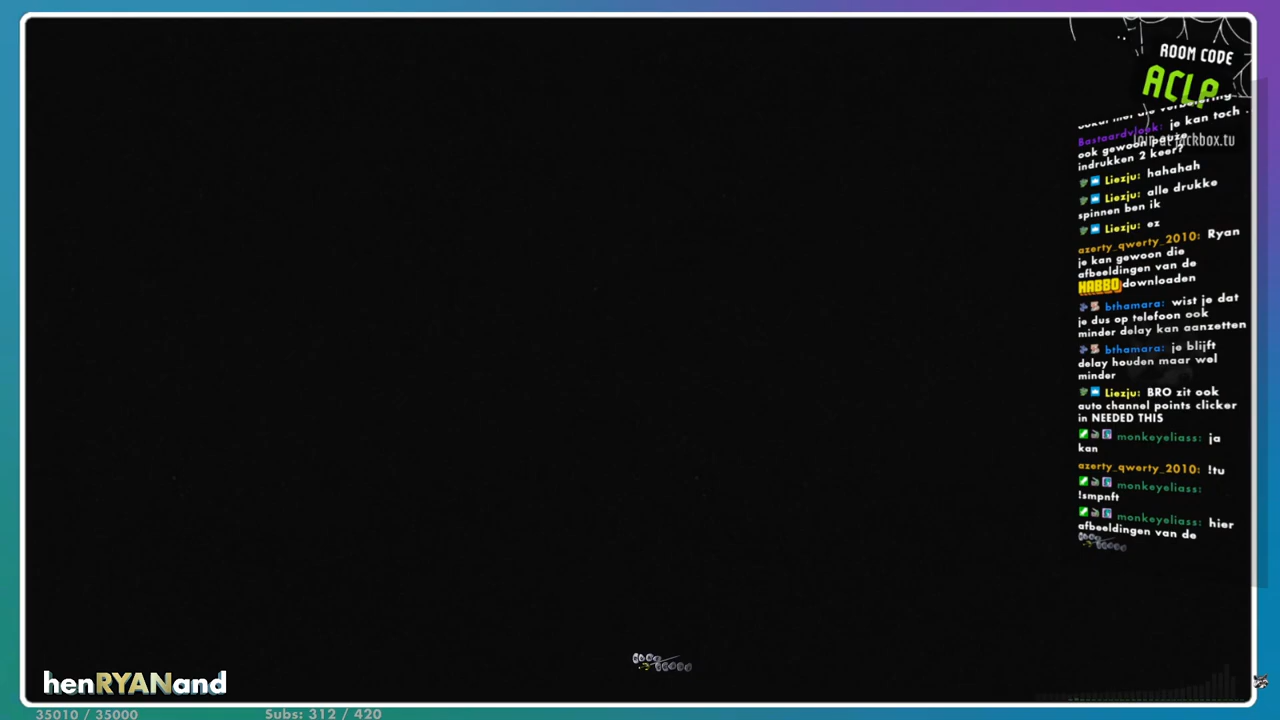 ROOM CODE
ACLP
Bastaardvloek: je kan toch
ook gewoon pauze
indrukken 2 keer?
Liezju: hahahah
Liezju: alle drukke
spinnen ben ik
Liezju: ez
azerty_qwerty_2010: Ryan
je kan gewoon die
afbeeldingen van de
HABBO downloaden
bthamara: wist je dat
je dus op telefoon ook
minder delay kan aanzetten
bthamara: je blijft
delay houden maar wel
minder
Liezju: BRO zit ook
auto channel points clicker
in NEEDED THIS
monkeyeliass: ja
kan
azerty_qwerty_2010: !tu
monkeyeliass:
!smpnft
monkeyeliass: hier
afbeeldingen van de
henRYANand
35010 / 35000
Subs: 312 / 420